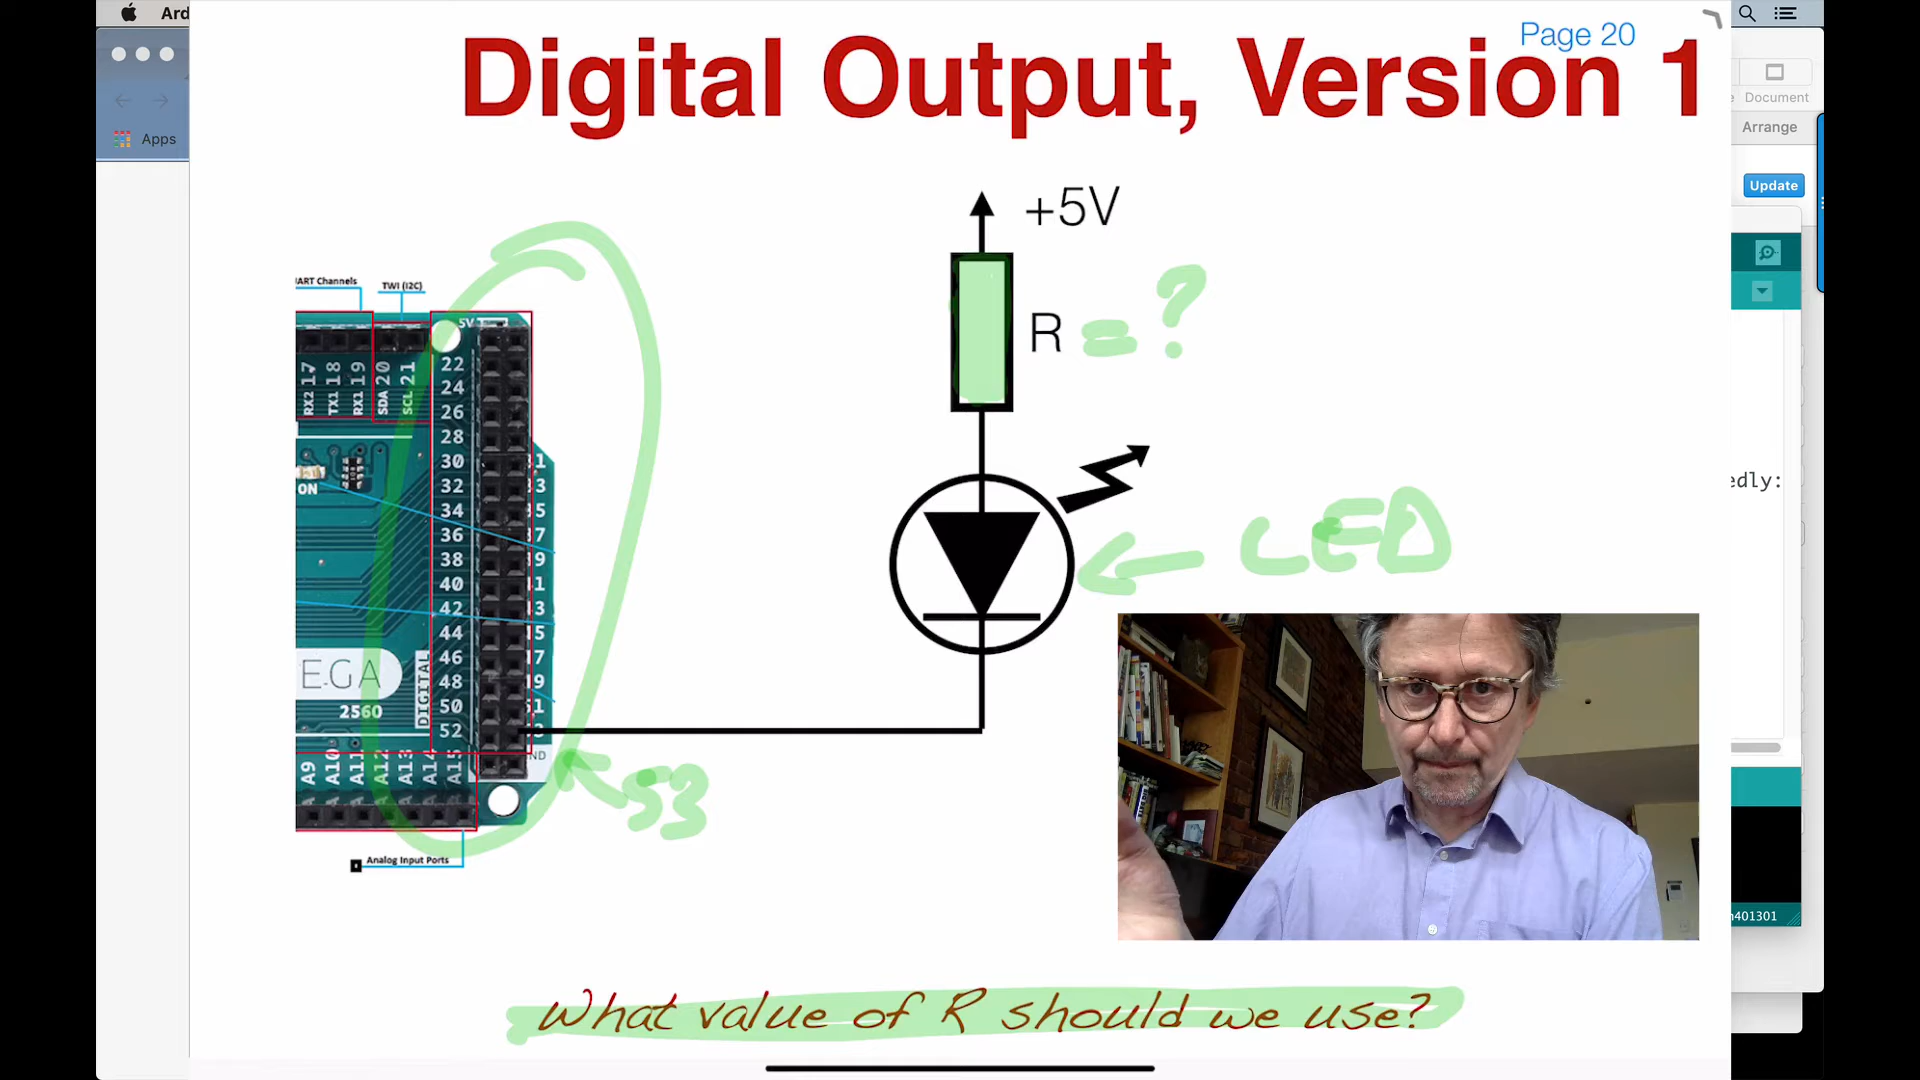 Ard
Page 20
Digital Output, Version 1
Document
Apps
Arrange
Update
+5V
R = ?
ART Channels
TWI (I2C)
5V
22
24
26
28
30
32
34
36
38
40
42
44
46
48
50
52
RX2 17
TX1 18
RX1 19
SDA 20
SCL 21
ON
EGA
2560
DIGITAL
ND
A9
A10
A11
A12
A13
A14
A15
Analog Input Ports
53
LED
edly:
401301
What value of R should we use?